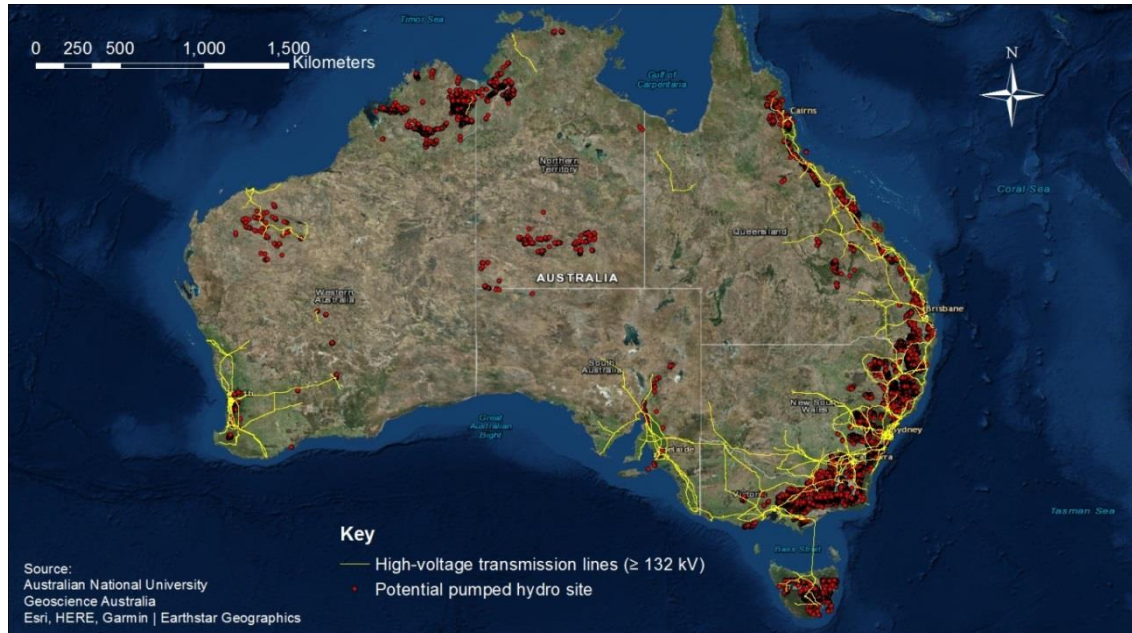 Timor Sea
0 250 500 1,000 1,500
Kilometers
N
Gulf of
Carpentaria
Cairns
Northern
Territory
Coral Sea
Queensland
AUSTRALIA
Western
Australia
Brisbane
South
Australia
New South
Wales
Great
Australian
Bight
Sydney
Tasman Sea
Bass Strait
Key
High-voltage transmission lines (≥ 132 kV)
Potential pumped hydro site
Source:
Australian National University
Geoscience Australia
Esri, HERE, Garmin | Earthstar Geographics